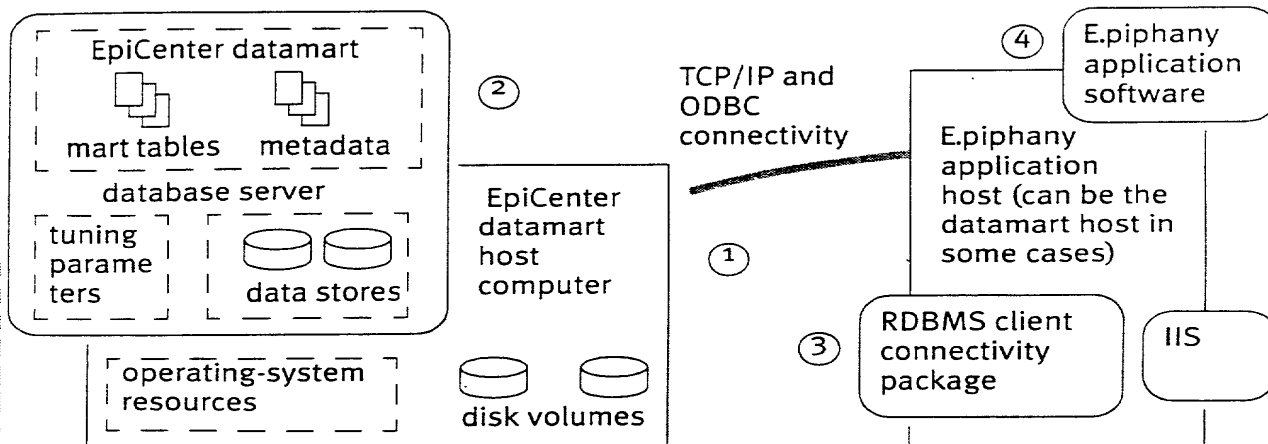 EpiCenter datamart
mart tables
metadata
database server
tuning
parame
ters
data stores
operating-system
resources
2
EpiCenter
datamart
host
computer
disk volumes
TCP/IP and
ODBC
connectivity
1
4
E.piphany
application
software
E.piphany
application
host (can be the
datamart host in
some cases)
3
RDBMS client
connectivity
package
IIS